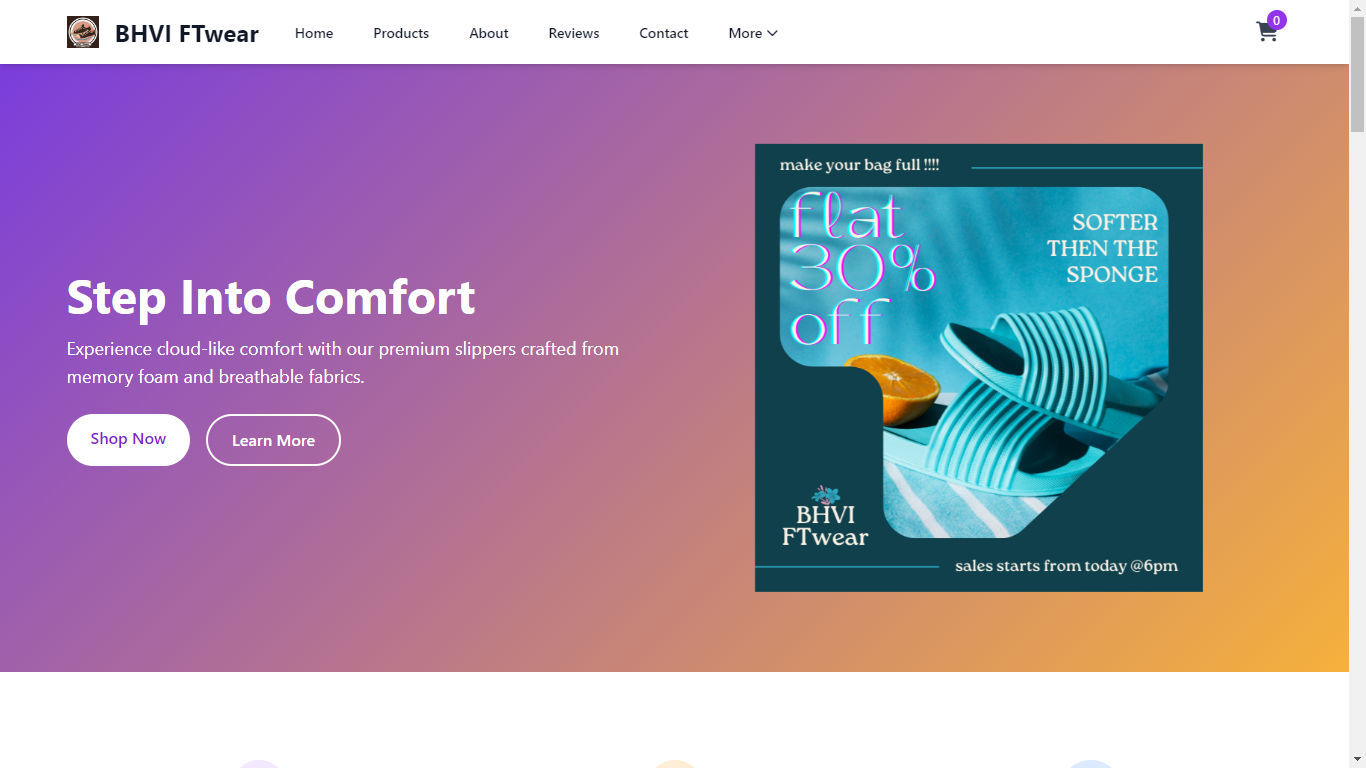 BHVI FTwear
Home
Products
About
Reviews
Contact
More
0
Step Into Comfort
Experience cloud-like comfort with our premium slippers crafted from
memory foam and breathable fabrics.
Shop Now
Learn More
make your bag full !!!!
flat
30%
off
SOFTER
THEN THE
SPONGE
BHVI
FTwear
sales starts from today @6pm